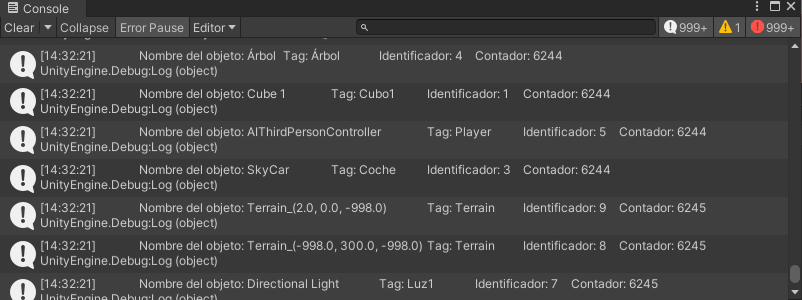 Console
Clear Collapse Error Pause Editor 999+ 1 999+
[14:32:21] Nombre del objeto: Árbol Tag: Árbol Identificador: 4 Contador: 6244
UnityEngine.Debug:Log (object)
[14:32:21] Nombre del objeto: Cube 1 Tag: Cubo1 Identificador: 1 Contador: 6244
UnityEngine.Debug:Log (object)
[14:32:21] Nombre del objeto: AIThirdPersonController Tag: Player Identificador: 5 Contador: 6244
UnityEngine.Debug:Log (object)
[14:32:21] Nombre del objeto: SkyCar Tag: Coche Identificador: 3 Contador: 6244
UnityEngine.Debug:Log (object)
[14:32:21] Nombre del objeto: Terrain_(2.0, 0.0, -998.0) Tag: Terrain Identificador: 9 Contador: 6245
UnityEngine.Debug:Log (object)
[14:32:21] Nombre del objeto: Terrain_(-998.0, 300.0, -998.0) Tag: Terrain Identificador: 8 Contador: 6245
UnityEngine.Debug:Log (object)
[14:32:21] Nombre del objeto: Directional Light Tag: Luz1 Identificador: 7 Contador: 6245
UnityEngine.Debug:Log (object)